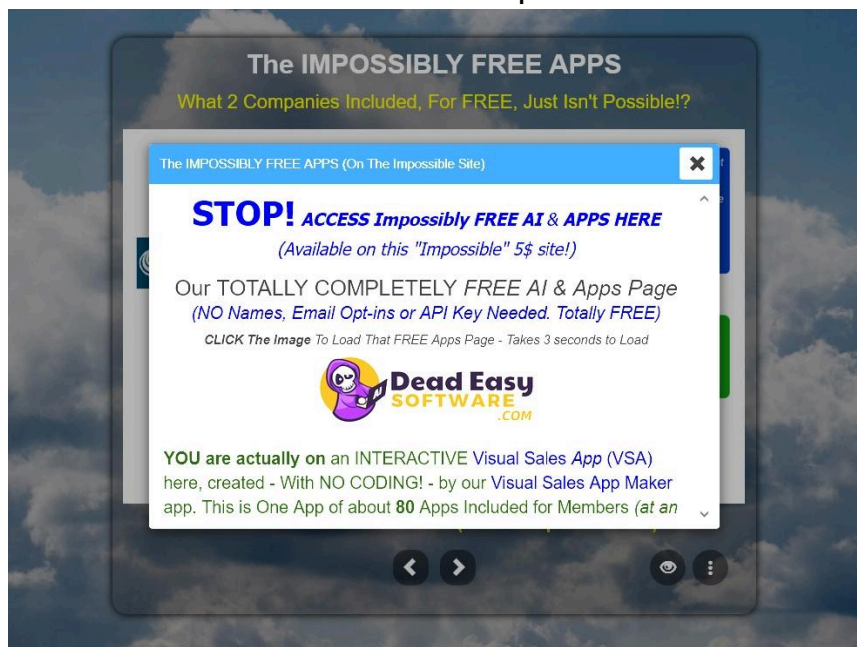 The IMPOSSIBLY FREE APPS
What 2 Companies Included, For FREE, Just Isn't Possible!?
The IMPOSSIBLY FREE APPS (On The Impossible Site)
STOP! ACCESS Impossibly FREE AI & APPS HERE
(Available on this "Impossible" 5$ site!)
Our TOTALLY COMPLETELY FREE AI & Apps Page
(NO Names, Email Opt-ins or API Key Needed. Totally FREE)
CLICK The Image To Load That FREE Apps Page - Takes 3 seconds to Load
Dead Easy
SOFTWARE
.COM
YOU are actually on an INTERACTIVE Visual Sales App (VSA)
here, created - With NO CODING! - by our Visual Sales App Maker
app. This is One App of about 80 Apps Included for Members (at an